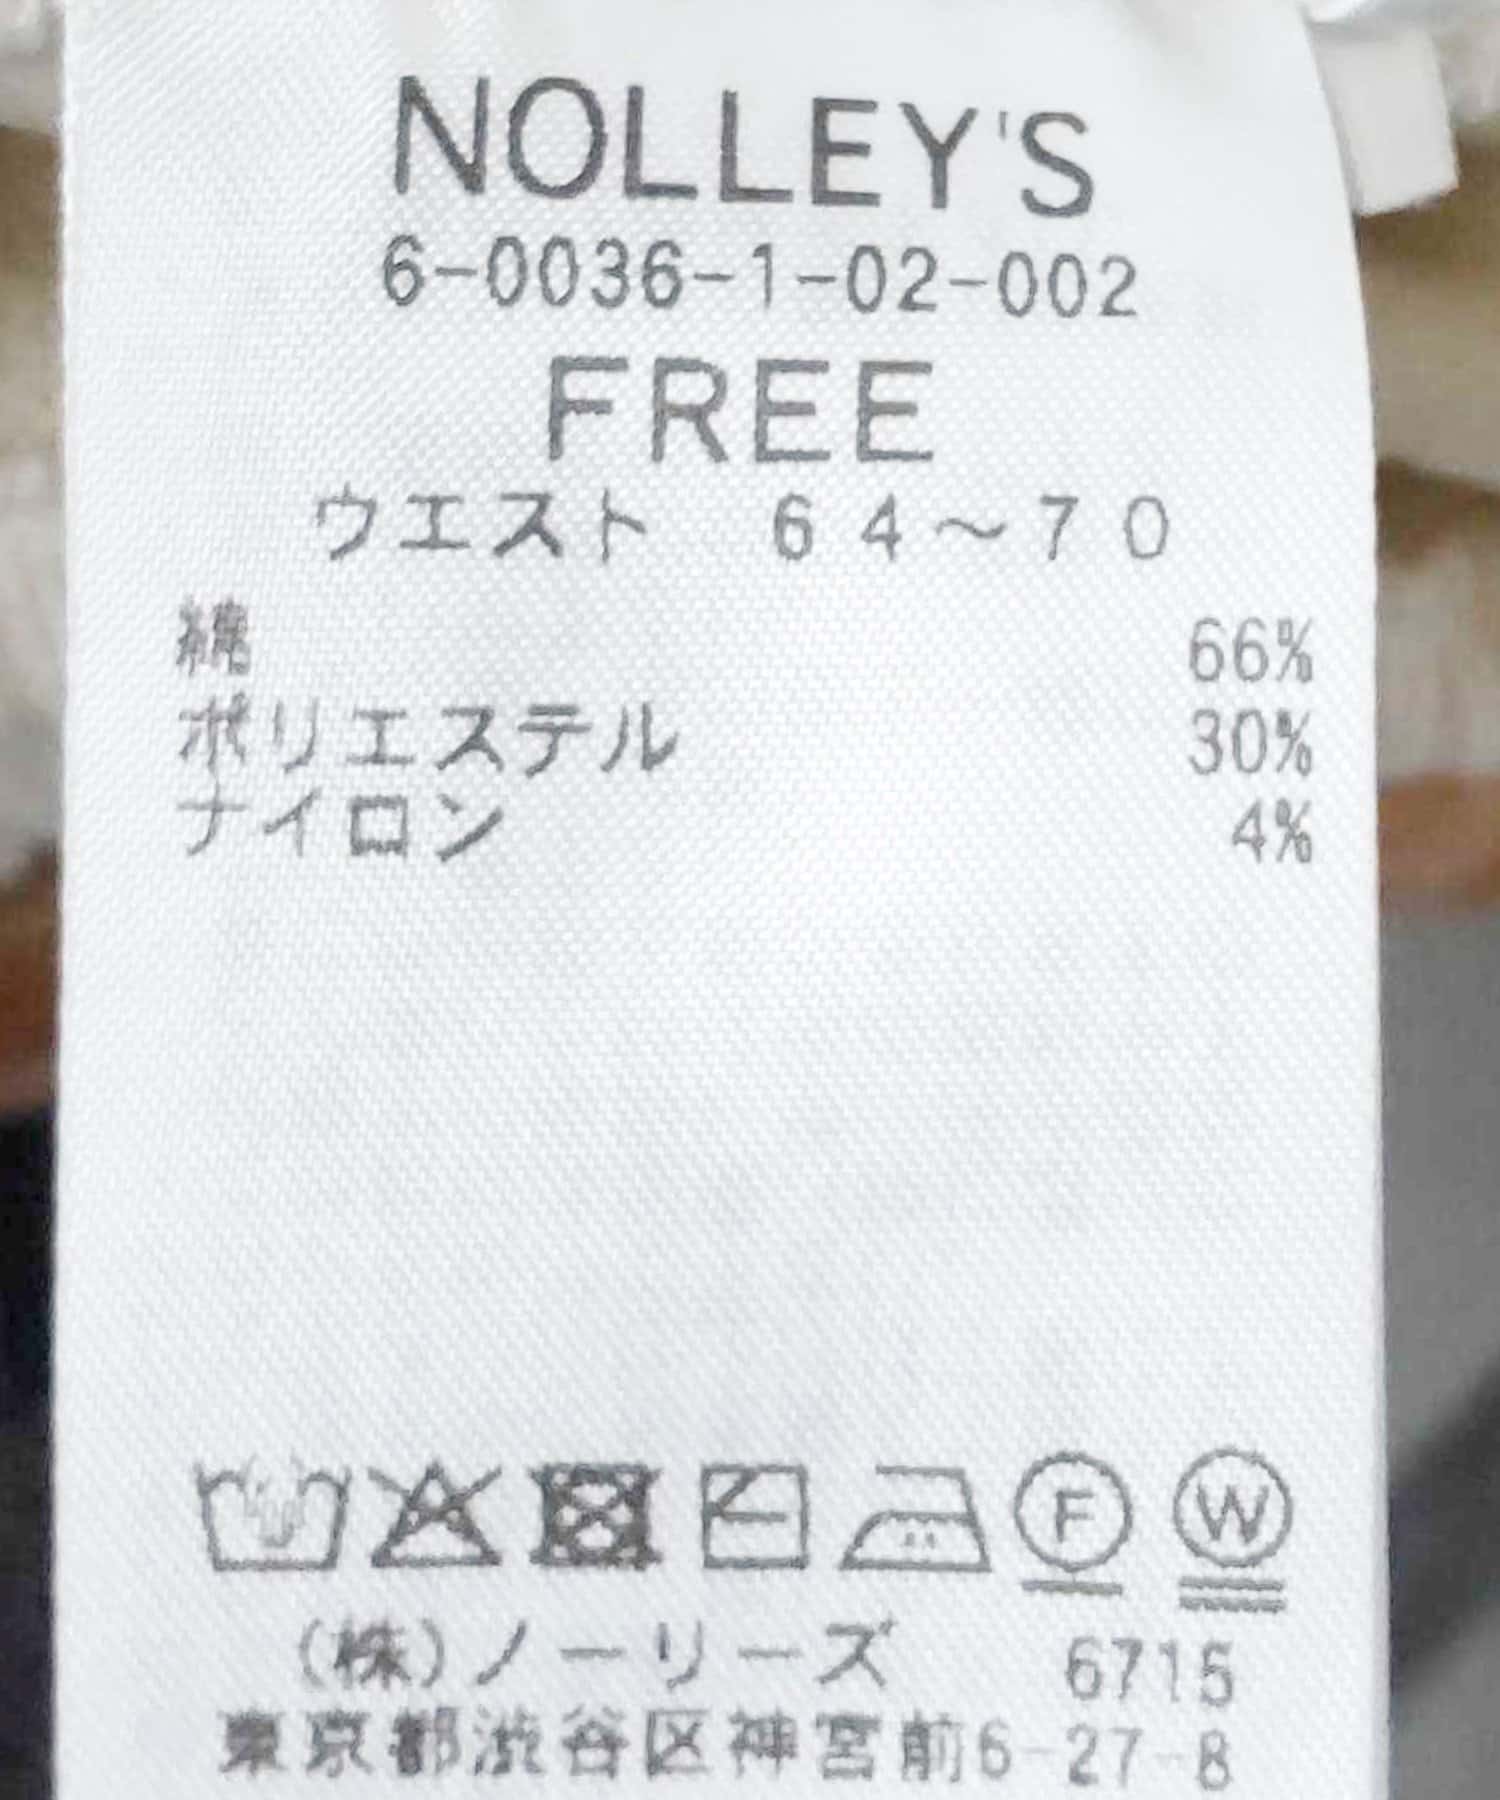 NOLLEY'S
6-0036-1-02-002
FREE
ウエスト　64～70
綿 66%
ポリエステル 30%
ナイロン 4%
F W
(株)ノーリーズ 6715
東京都渋谷区神宮前6-27-8